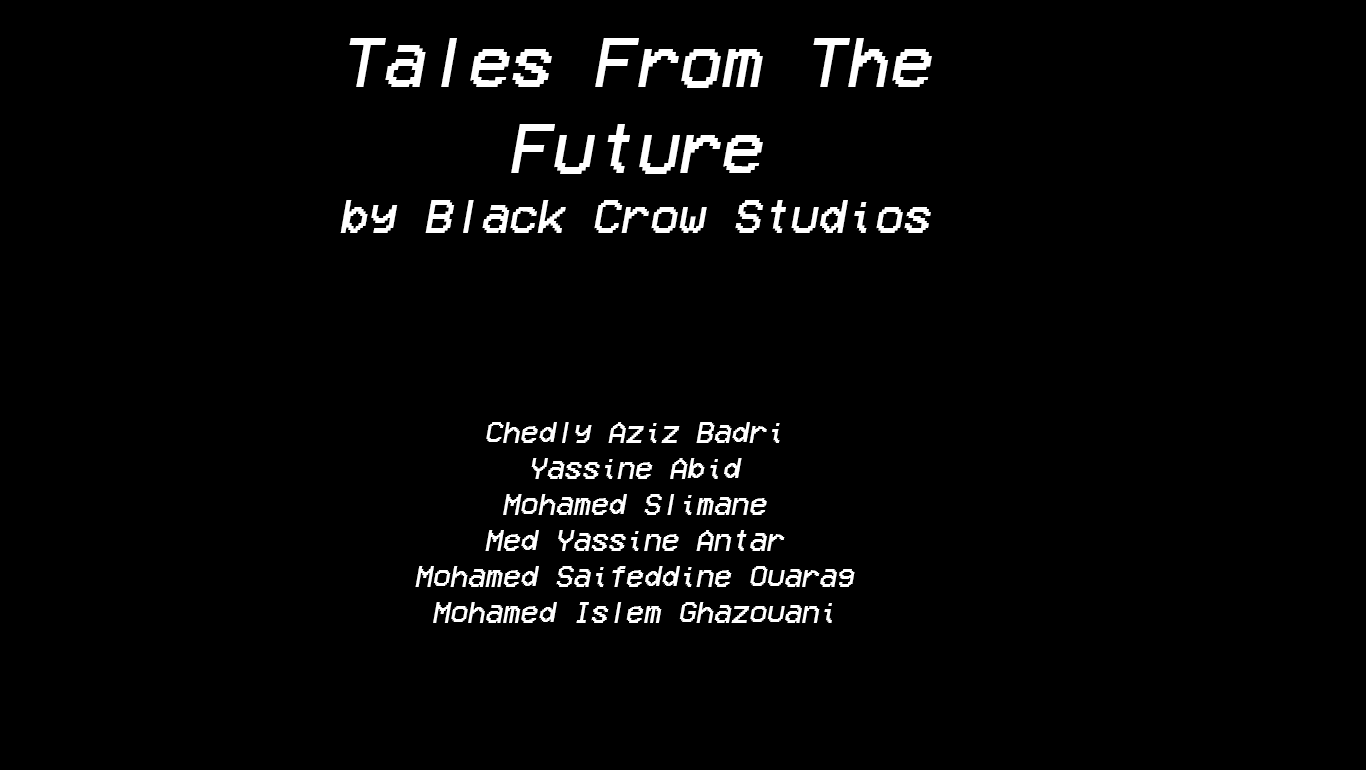 Tales From The
Future
by Black Crow Studios
Chedly Aziz Badri
Yassine Abid
Mohamed Slimane
Med Yassine Antar
Mohamed Saifeddine Ouarag
Mohamed Islem Ghazouani